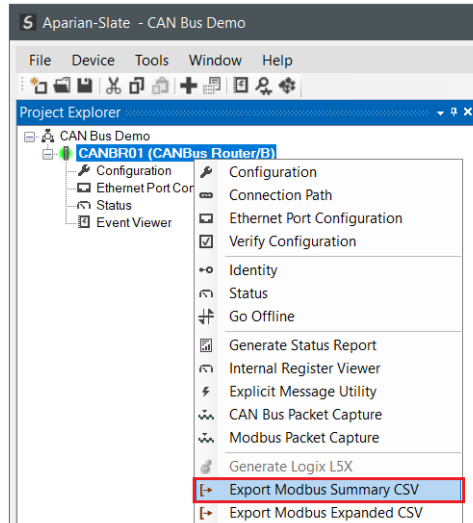 S Aparian-Slate - CAN Bus Demo
File Device Tools Window Help
Project Explorer
CAN Bus Demo
CANBR01 (CANBus Router/B)
Configuration
Ethernet Port Con
Status
Event Viewer
Configuration
Connection Path
Ethernet Port Configuration
Verify Configuration
Identity
Status
Go Offline
Generate Status Report
Internal Register Viewer
Explicit Message Utility
CAN Bus Packet Capture
Modbus Packet Capture
Generate Logix L5X
Export Modbus Summary CSV
Export Modbus Expanded CSV